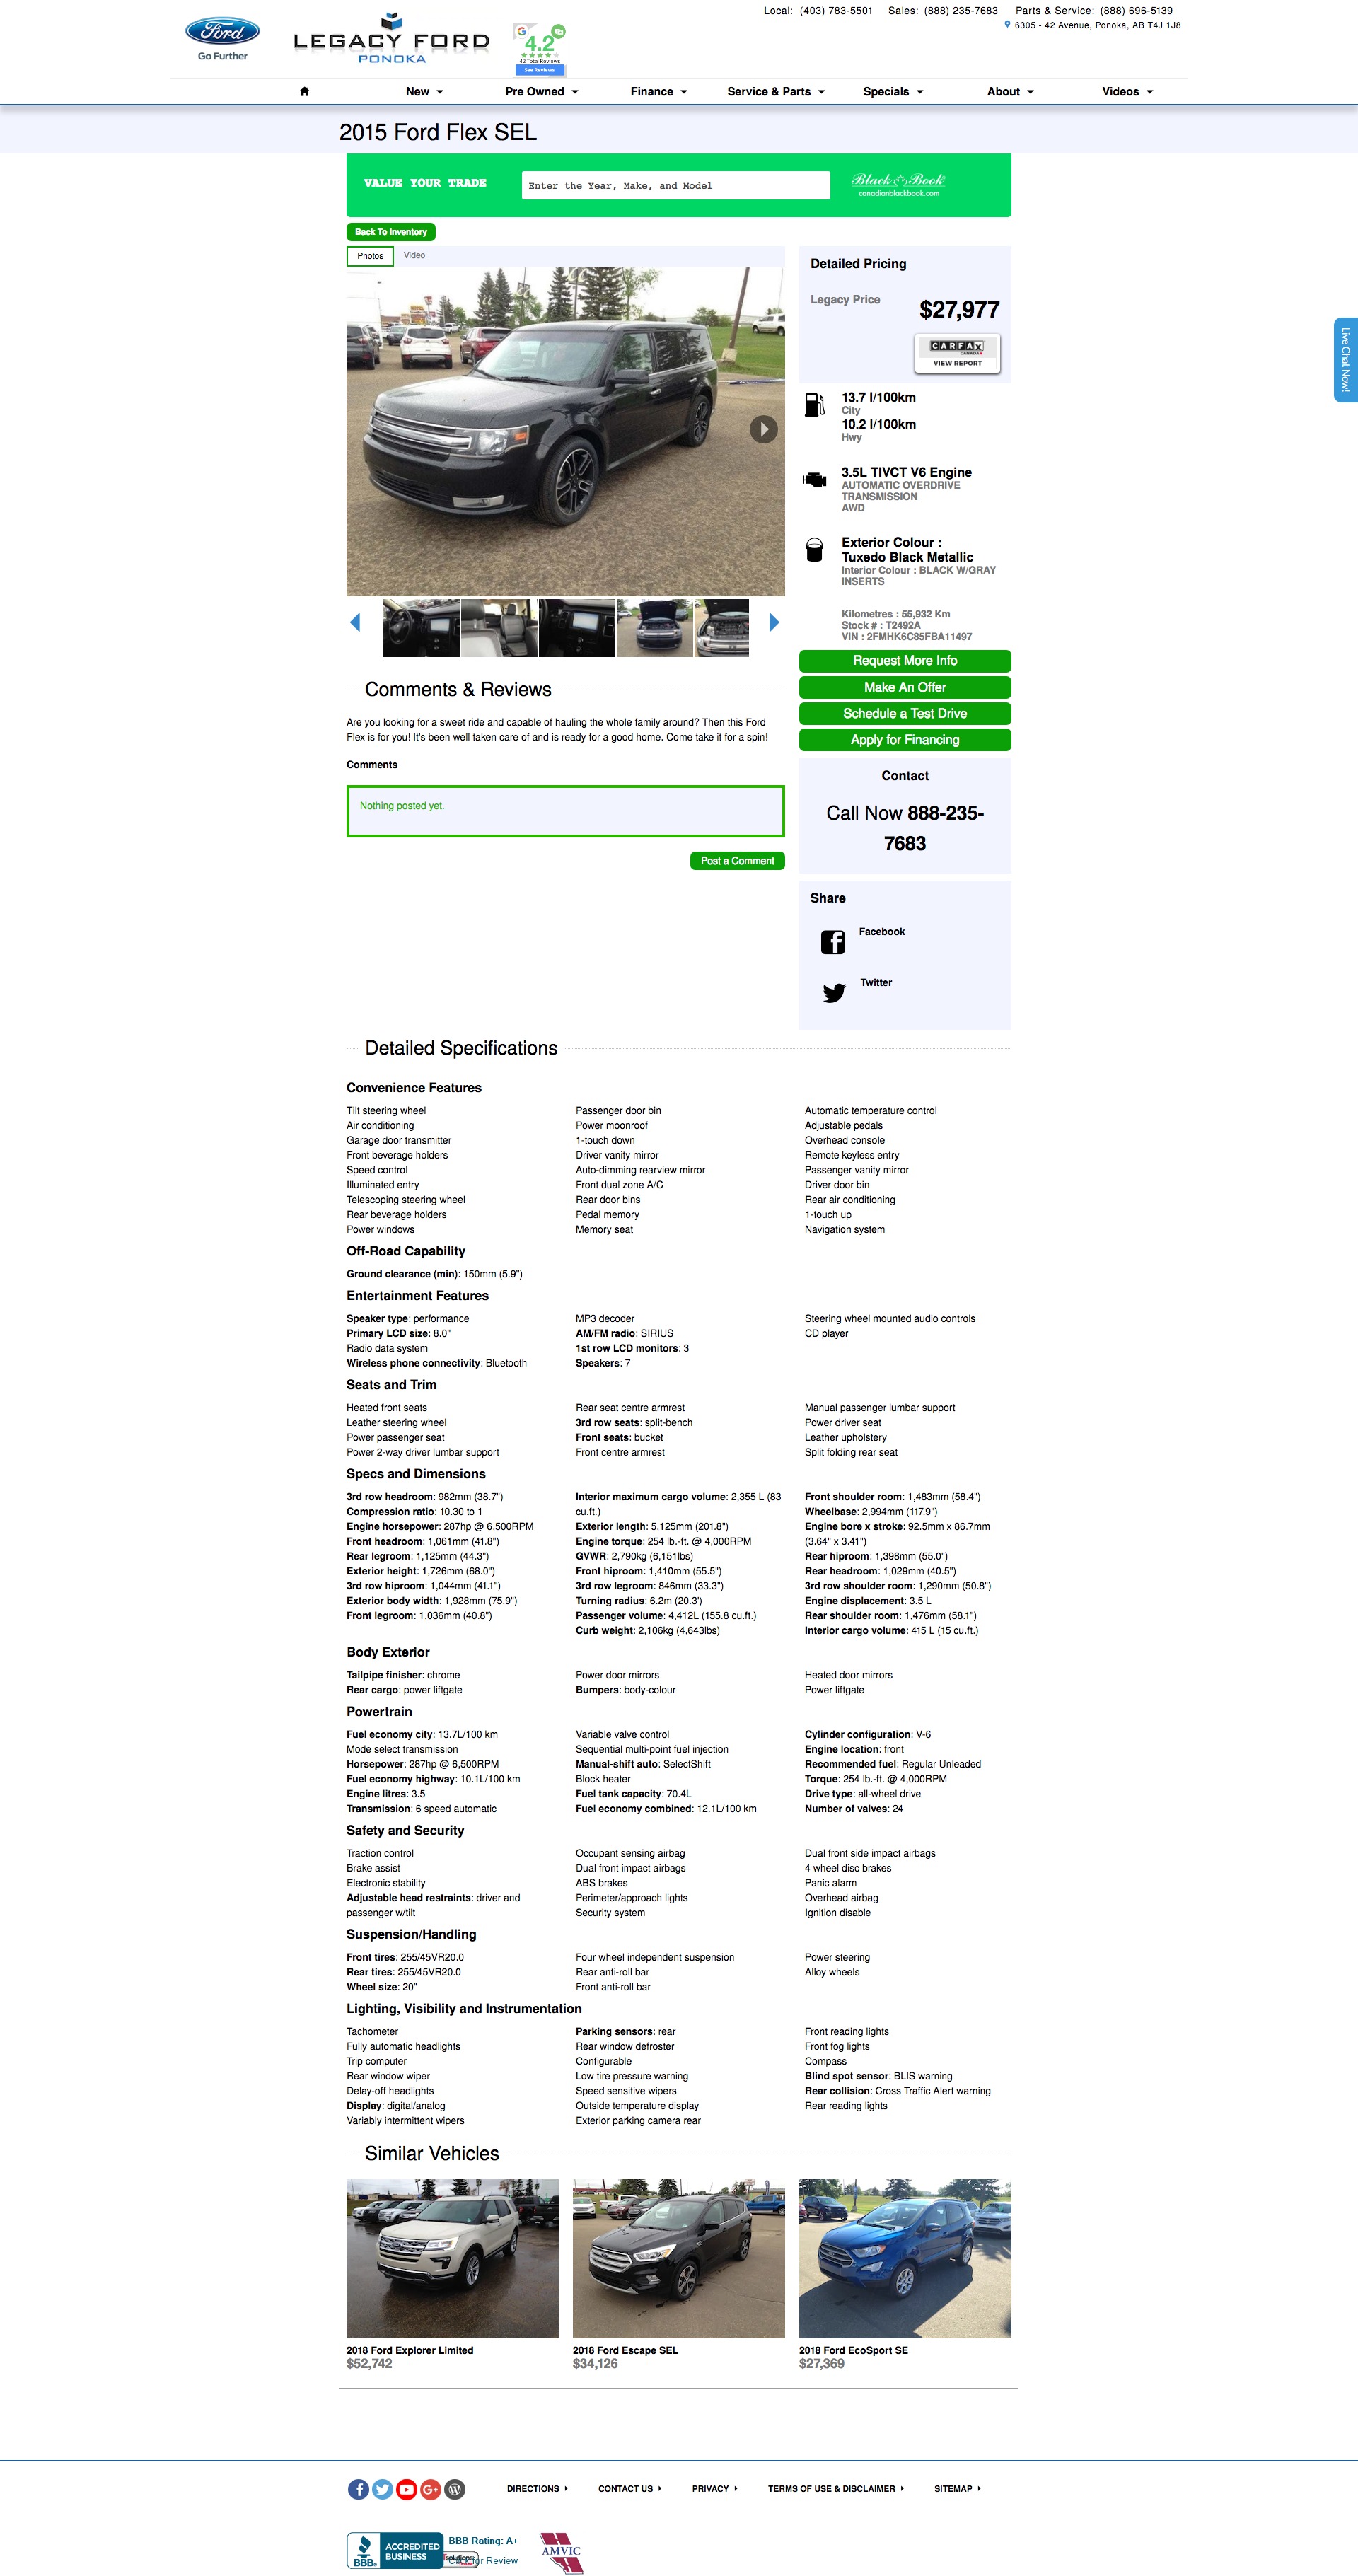 Local: (403) 783-5501 Sales: (888) 235-7683 Parts & Service: (888) 696-5139
6305 - 42 Avenue, Ponoka, AB T4J 1J8
Ford
Go Further
LEGACY FORD
PONOKA
G
4.2
42 Total Reviews
See Reviews
New
Pre Owned
Finance
Service & Parts
Specials
About
Videos
2015 Ford Flex SEL
VALUE YOUR TRADE
Enter the Year, Make, and Model
Black Book
canadianblackbook.com
Back To Inventory
Photos
Video
Detailed Pricing
Legacy Price
$27,977
CARFAX
CANADA
VIEW REPORT
Live Chat Now!
13.7 l/100km
City
10.2 l/100km
Hwy
3.5L TIVCT V6 Engine
AUTOMATIC OVERDRIVE
TRANSMISSION
AWD
Exterior Colour :
Tuxedo Black Metallic
Interior Colour : BLACK W/GRAY
INSERTS
Kilometres : 55,932 Km
Stock # : T2492A
VIN : 2FMHK6C85FBA11497
Request More Info
Make An Offer
Schedule a Test Drive
Apply for Financing
Comments & Reviews
Are you looking for a sweet ride and capable of hauling the whole family around? Then this Ford
Flex is for you! It's been well taken care of and is ready for a good home. Come take it for a spin!
Comments
Nothing posted yet.
Post a Comment
Contact
Call Now 888-235-
7683
Share
Facebook
Twitter
Detailed Specifications
Convenience Features
Tilt steering wheel
Air conditioning
Garage door transmitter
Front beverage holders
Speed control
Illuminated entry
Telescoping steering wheel
Rear beverage holders
Power windows
Passenger door bin
Power moonroof
1-touch down
Driver vanity mirror
Auto-dimming rearview mirror
Front dual zone A/C
Rear door bins
Pedal memory
Memory seat
Automatic temperature control
Adjustable pedals
Overhead console
Remote keyless entry
Passenger vanity mirror
Driver door bin
Rear air conditioning
1-touch up
Navigation system
Off-Road Capability
Ground clearance (min): 150mm (5.9")
Entertainment Features
Speaker type: performance
Primary LCD size: 8.0"
Radio data system
Wireless phone connectivity: Bluetooth
MP3 decoder
AM/FM radio: SIRIUS
1st row LCD monitors: 3
Speakers: 7
Steering wheel mounted audio controls
CD player
Seats and Trim
Heated front seats
Leather steering wheel
Power passenger seat
Power 2-way driver lumbar support
Rear seat centre armrest
3rd row seats: split-bench
Front seats: bucket
Front centre armrest
Manual passenger lumbar support
Power driver seat
Leather upholstery
Split folding rear seat
Specs and Dimensions
3rd row headroom: 982mm (38.7")
Compression ratio: 10.30 to 1
Engine horsepower: 287hp @ 6,500RPM
Front headroom: 1,061mm (41.8")
Rear legroom: 1,125mm (44.3")
Exterior height: 1,726mm (68.0")
3rd row hiproom: 1,044mm (41.1")
Exterior body width: 1,928mm (75.9")
Front legroom: 1,036mm (40.8")
Interior maximum cargo volume: 2,355 L (83
cu.ft.)
Exterior length: 5,125mm (201.8")
Engine torque: 254 lb.-ft. @ 4,000RPM
GVWR: 2,790kg (6,151lbs)
Front hiproom: 1,410mm (55.5")
3rd row legroom: 846mm (33.3")
Turning radius: 6.2m (20.3')
Passenger volume: 4,412L (155.8 cu.ft.)
Curb weight: 2,106kg (4,643lbs)
Front shoulder room: 1,483mm (58.4")
Wheelbase: 2,994mm (117.9")
Engine bore x stroke: 92.5mm x 86.7mm
(3.64" x 3.41")
Rear hiproom: 1,398mm (55.0")
Rear headroom: 1,029mm (40.5")
3rd row shoulder room: 1,290mm (50.8")
Engine displacement: 3.5 L
Rear shoulder room: 1,476mm (58.1")
Interior cargo volume: 415 L (15 cu.ft.)
Body Exterior
Tailpipe finisher: chrome
Rear cargo: power liftgate
Power door mirrors
Bumpers: body-colour
Heated door mirrors
Power liftgate
Powertrain
Fuel economy city: 13.7L/100 km
Mode select transmission
Horsepower: 287hp @ 6,500RPM
Fuel economy highway: 10.1L/100 km
Engine litres: 3.5
Transmission: 6 speed automatic
Variable valve control
Sequential multi-point fuel injection
Manual-shift auto: SelectShift
Block heater
Fuel tank capacity: 70.4L
Fuel economy combined: 12.1L/100 km
Cylinder configuration: V-6
Engine location: front
Recommended fuel: Regular Unleaded
Torque: 254 lb.-ft. @ 4,000RPM
Drive type: all-wheel drive
Number of valves: 24
Safety and Security
Traction control
Brake assist
Electronic stability
Adjustable head restraints: driver and
passenger w/tilt
Occupant sensing airbag
Dual front impact airbags
ABS brakes
Perimeter/approach lights
Security system
Dual front side impact airbags
4 wheel disc brakes
Panic alarm
Overhead airbag
Ignition disable
Suspension/Handling
Front tires: 255/45VR20.0
Rear tires: 255/45VR20.0
Wheel size: 20"
Four wheel independent suspension
Rear anti-roll bar
Front anti-roll bar
Power steering
Alloy wheels
Lighting, Visibility and Instrumentation
Tachometer
Fully automatic headlights
Trip computer
Rear window wiper
Delay-off headlights
Display: digital/analog
Variably intermittent wipers
Parking sensors: rear
Rear window defroster
Configurable
Low tire pressure warning
Speed sensitive wipers
Outside temperature display
Exterior parking camera rear
Front reading lights
Front fog lights
Compass
Blind spot sensor: BLIS warning
Rear collision: Cross Traffic Alert warning
Rear reading lights
Similar Vehicles
2018 Ford Explorer Limited
$52,742
2018 Ford Escape SEL
$34,126
2018 Ford EcoSport SE
$27,369
DIRECTIONS
CONTACT US
PRIVACY
TERMS OF USE & DISCLAIMER
SITEMAP
BBB
ACCREDITED
BUSINESS
BBB Rating: A+
Click for Review
AMVIC